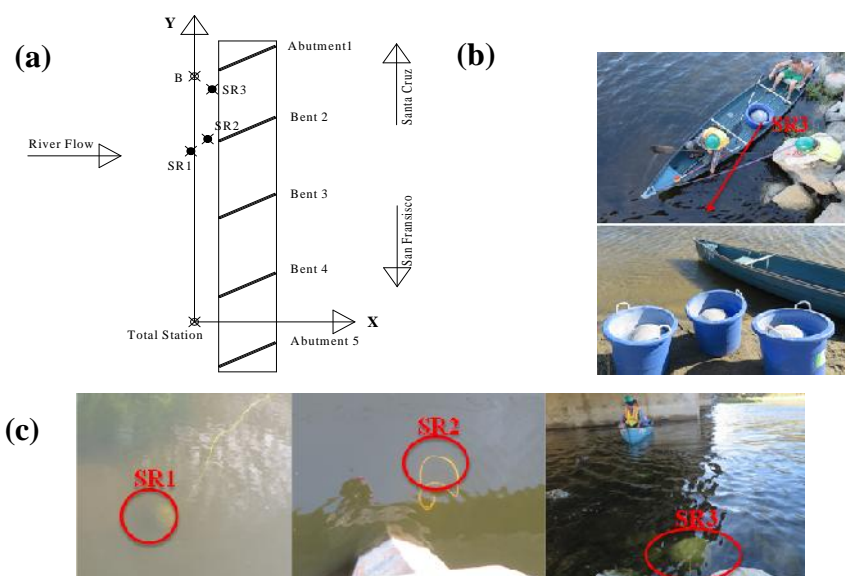 (a)
Y
Abutment1
B
SR3
Bent 2
Santa Cruz
River Flow
SR2
SR1
Bent 3
San Fransisco
Bent 4
X
Total Station
Abutment 5
(b)
SR3
(c)
SR1
SR2
SR3